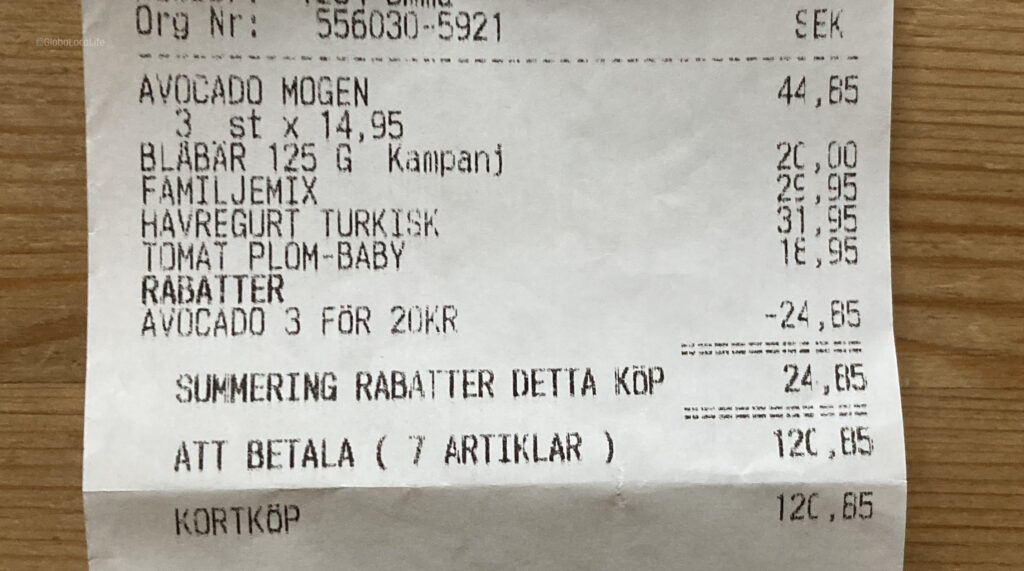 ©GlobaLocaLife
Org Nr: 556030-5921 SEK
AVOCADO MOGEN 44,85
3 st x 14,95
BLÅBÄR 125 G Kampanj 20,00
FAMILJEMIX 29,95
HAVREGURT TURKISK 31,95
TOMAT PLOM-BABY 18,95
RABATTER
AVOCADO 3 FÖR 20KR -24,85
SUMMERING RABATTER DETTA KÖP 24,85
ATT BETALA ( 7 ARTIKLAR ) 120,85
KORTKÖP 120,85